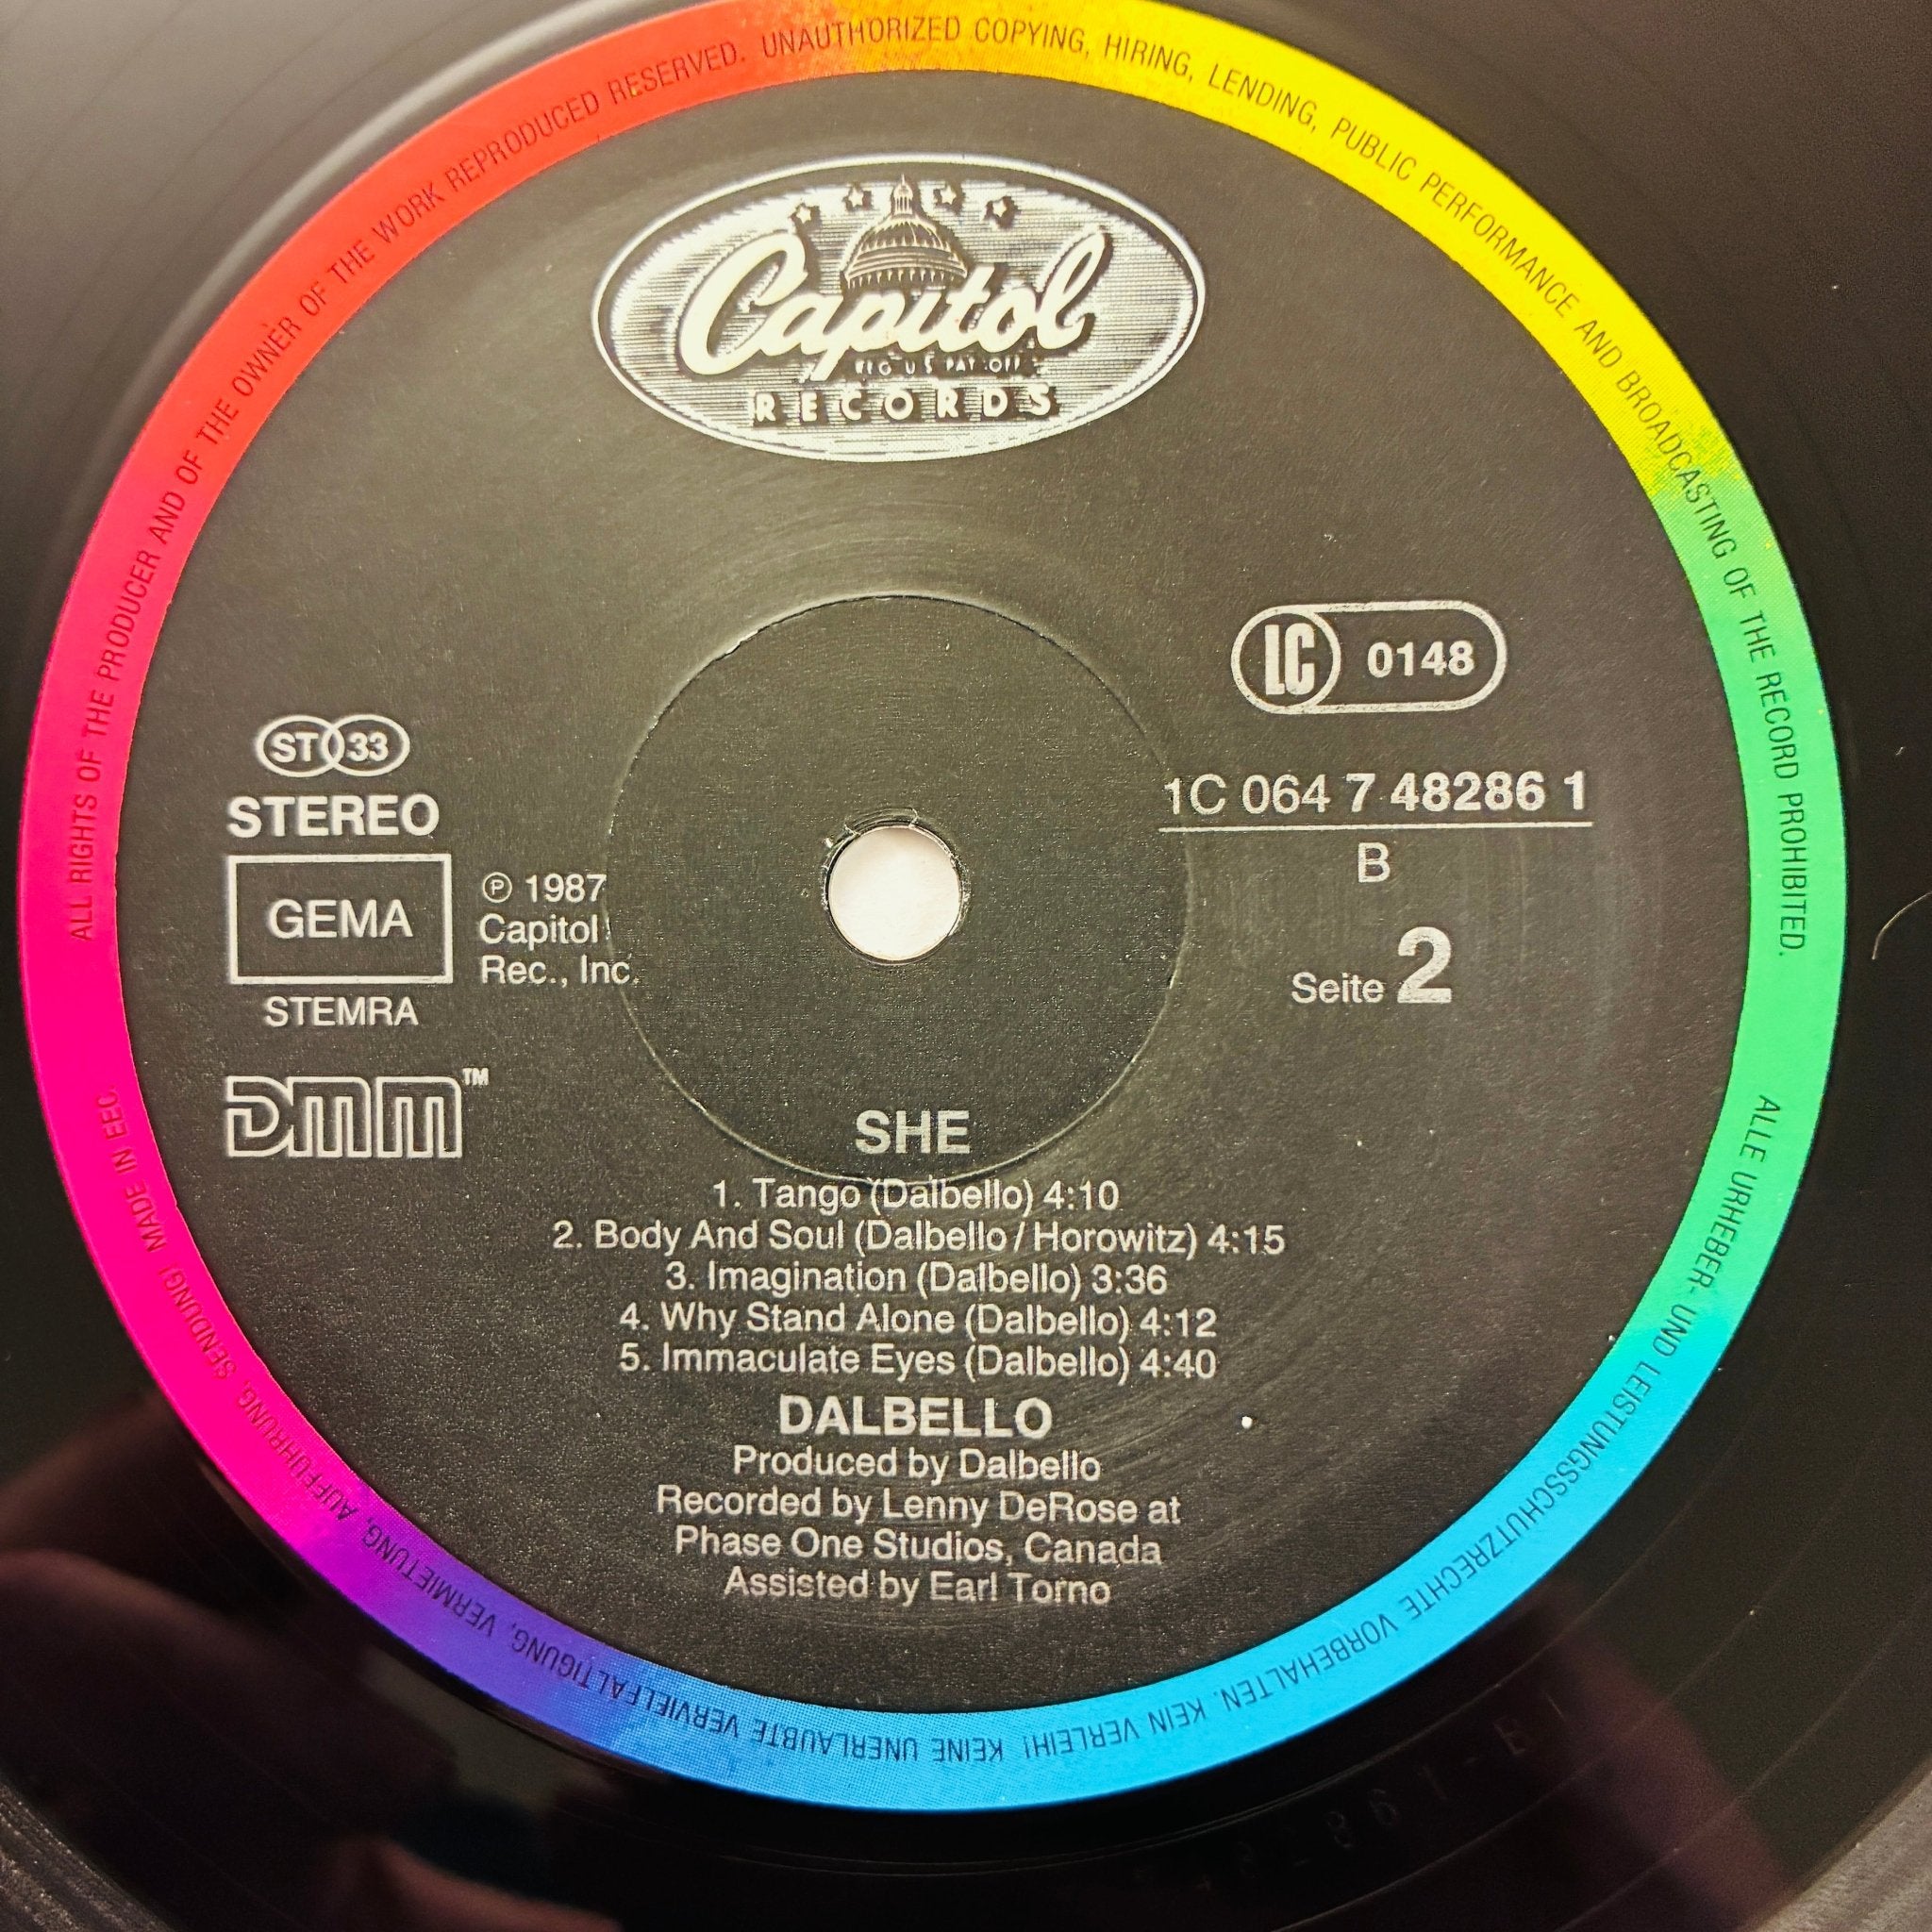 ALL RIGHTS OF THE PRODUCER AND OF THE OWNER OF THE WORK REPRODUCED RESERVED. UNAUTHORIZED COPYING, HIRING, LENDING, PUBLIC PERFORMANCE AND BROADCASTING OF THE RECORD PROHIBITED.
Capitol
REG US PAT OFF
RECORDS
LC 0148
ST 33
STEREO
GEMA
STEMRA
℗ 1987
Capitol
Rec., Inc.
DMM™
1C 064 7 48286 1
B
Seite 2
SHE
1. Tango (Dalbello) 4:10
2. Body And Soul (Dalbello / Horowitz) 4:15
3. Imagination (Dalbello) 3:36
4. Why Stand Alone (Dalbello) 4:12
5. Immaculate Eyes (Dalbello) 4:40
DALBELLO
Produced by Dalbello
Recorded by Lenny DeRose at
Phase One Studios, Canada
Assisted by Earl Torno
ALLE URHEBER- UND LEISTUNGSSCHUTZRECHTE VORBEHALTEN. KEIN VERLEIH! KEINE UNERLAUBTE VERVIELFÄLTIGUNG, VERMIETUNG, AUFFÜHRUNG, SENDUNG! MADE IN EEC